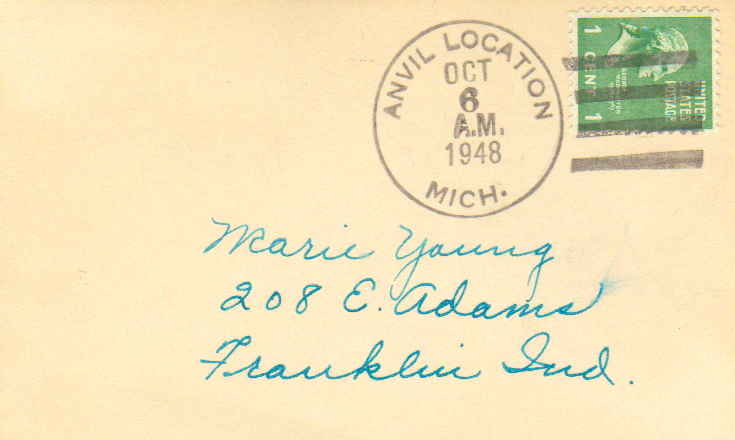 ANVIL LOCATION
OCT
6
A.M.
1948
MICH.
1 CENT 1
UNITED
STATES
POSTAGE
Marie Young
208 E. Adams
Franklin Ind.